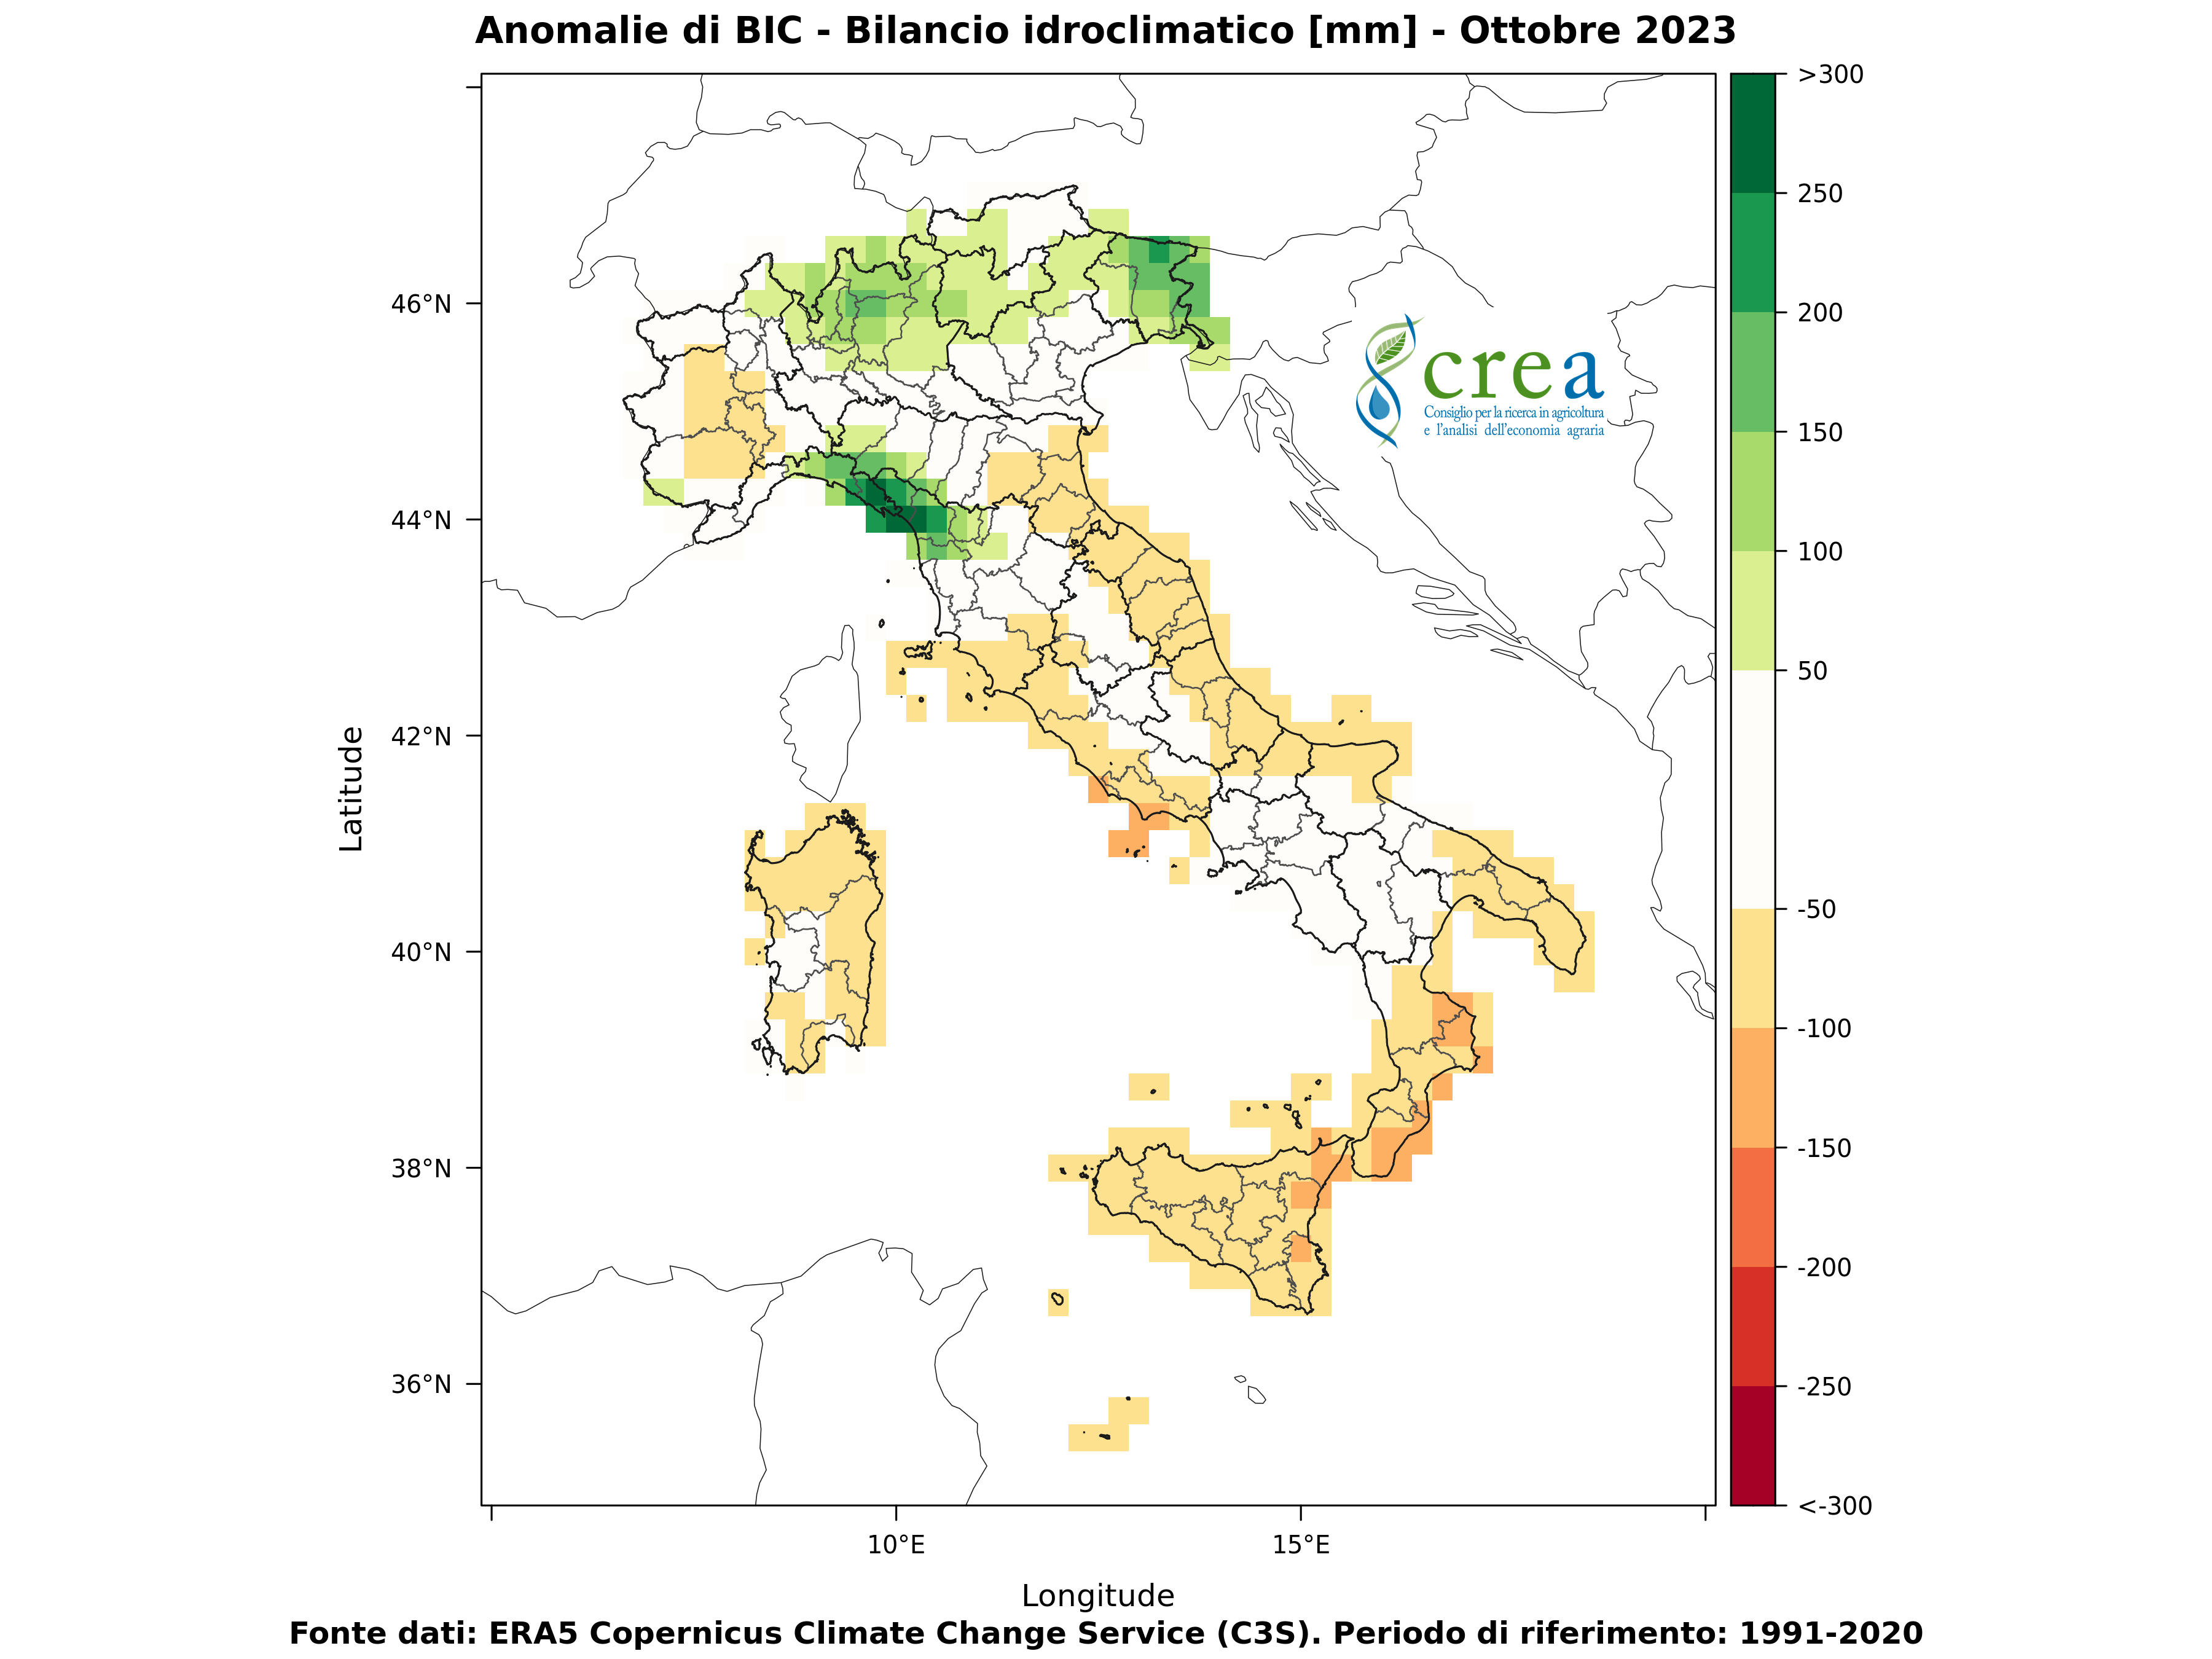 Anomalie di BIC - Bilancio idroclimatico [mm] - Ottobre 2023
>300
250
200
150
100
50
-50
-100
-150
-200
-250
<-300
46°N
44°N
42°N
40°N
38°N
36°N
Latitude
crea
Consiglio per la ricerca in agricoltura
e l'analisi dell'economia agraria
10°E
15°E
Longitude
Fonte dati: ERA5 Copernicus Climate Change Service (C3S). Periodo di riferimento: 1991-2020